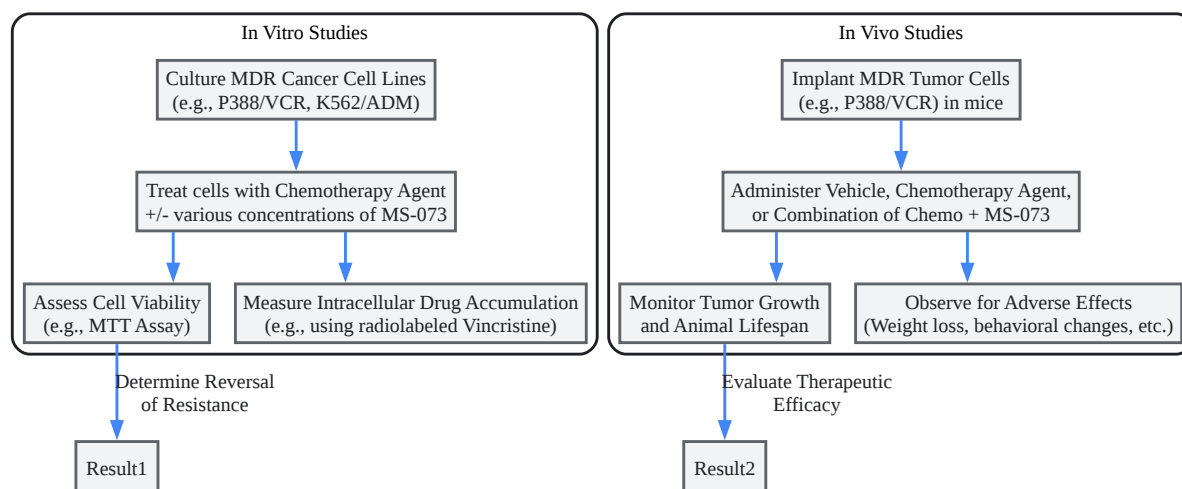 In Vitro Studies
Culture MDR Cancer Cell Lines
(e.g., P388/VCR, K562/ADM)
Treat cells with Chemotherapy Agent
+/- various concentrations of MS-073
Assess Cell Viability
(e.g., MTT Assay)
Measure Intracellular Drug Accumulation
(e.g., using radiolabeled Vincristine)
Determine Reversal
of Resistance
Result1
In Vivo Studies
Implant MDR Tumor Cells
(e.g., P388/VCR) in mice
Administer Vehicle, Chemotherapy Agent,
or Combination of Chemo + MS-073
Monitor Tumor Growth
and Animal Lifespan
Observe for Adverse Effects
(Weight loss, behavioral changes, etc.)
Evaluate Therapeutic
Efficacy
Result2